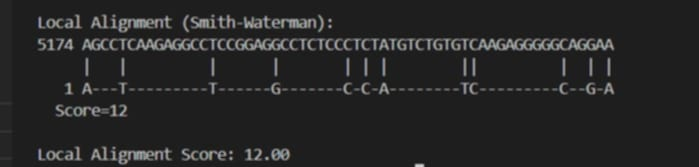 Local Alignment (Smith-Waterman):
5174 AGCCTCAAGAGGCCTCCGGAGGCCTCTCCCTCTATGTCTGTGTCAAGAGGGGGCAGGAA
     |   |         |      |       | | |        ||         |  | |
   1 A---T---------T------G-------C-C-A--------TC---------C--G-A
  Score=12
Local Alignment Score: 12.00